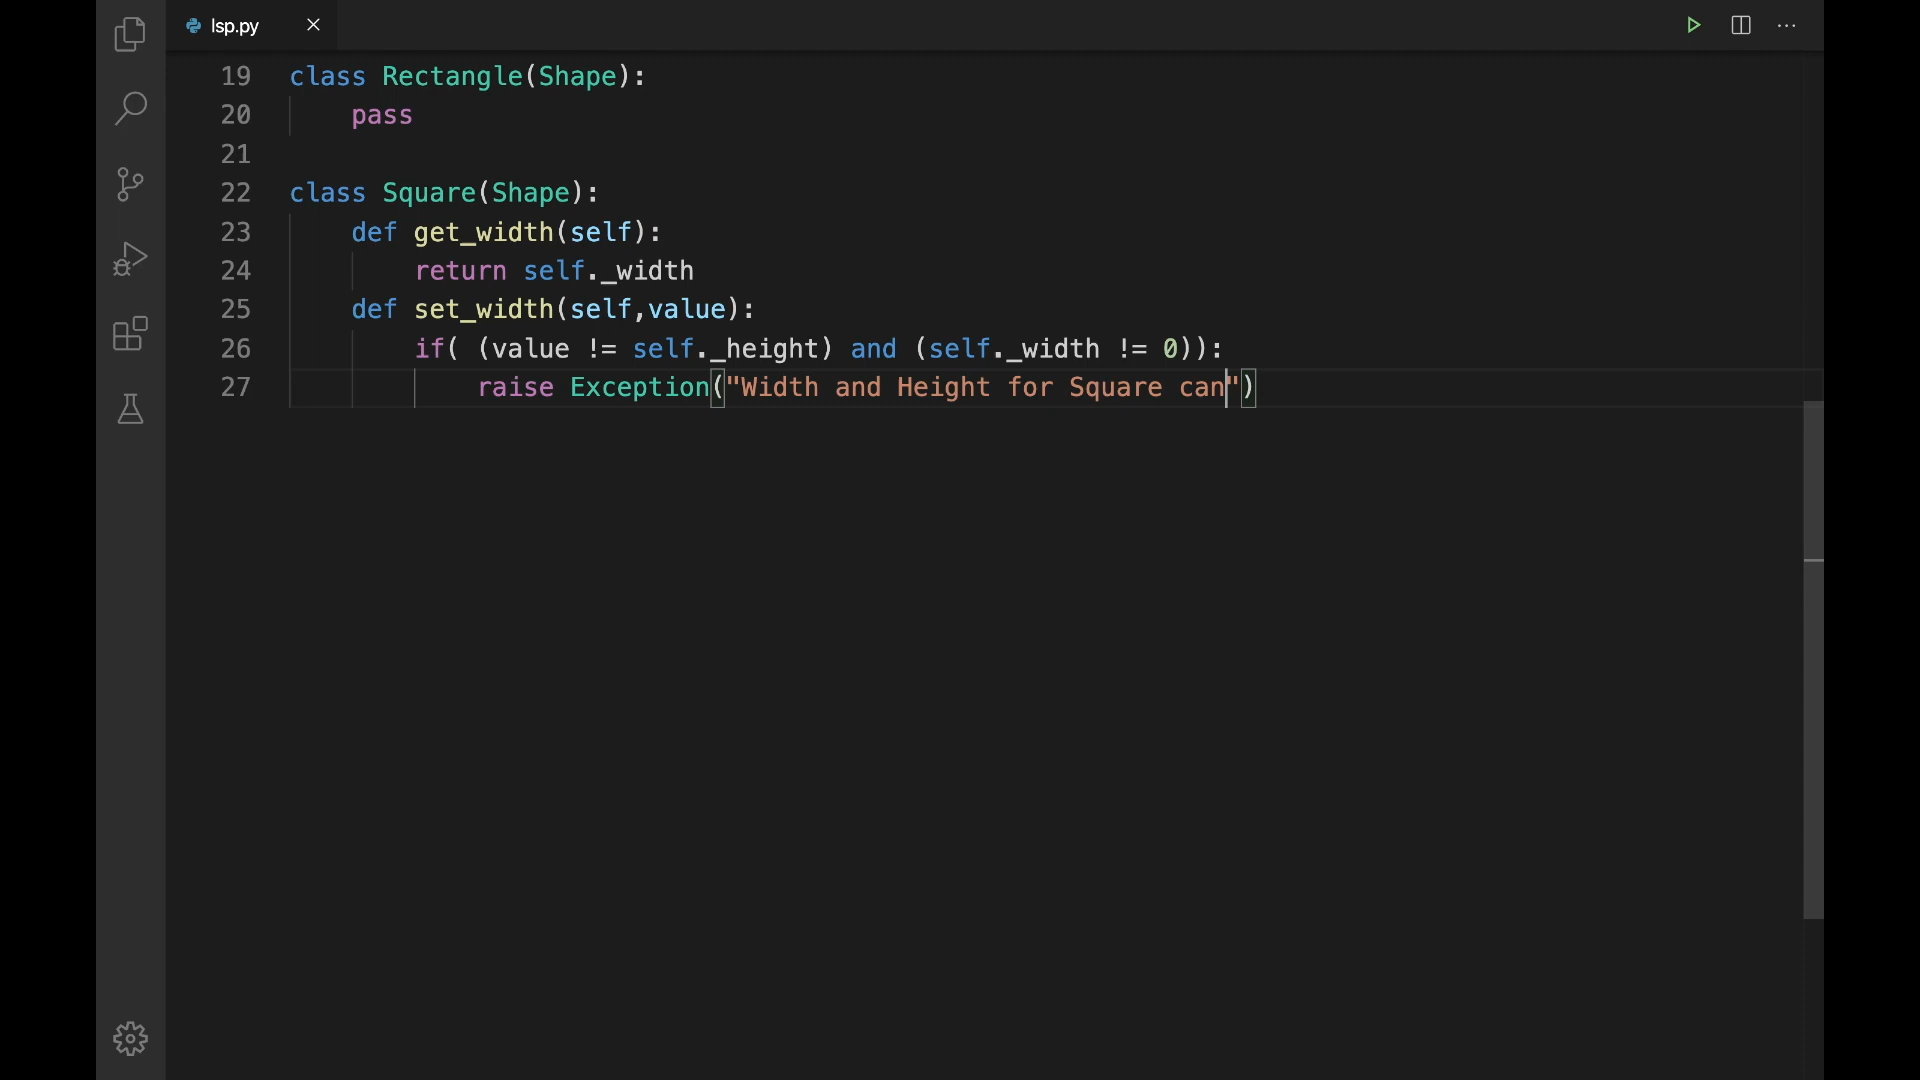 lsp.py
19 class Rectangle(Shape):
20     pass
21
22 class Square(Shape):
23     def get_width(self):
24         return self._width
25     def set_width(self,value):
26         if( (value != self._height) and (self._width != 0)):
27             raise Exception("Width and Height for Square can")